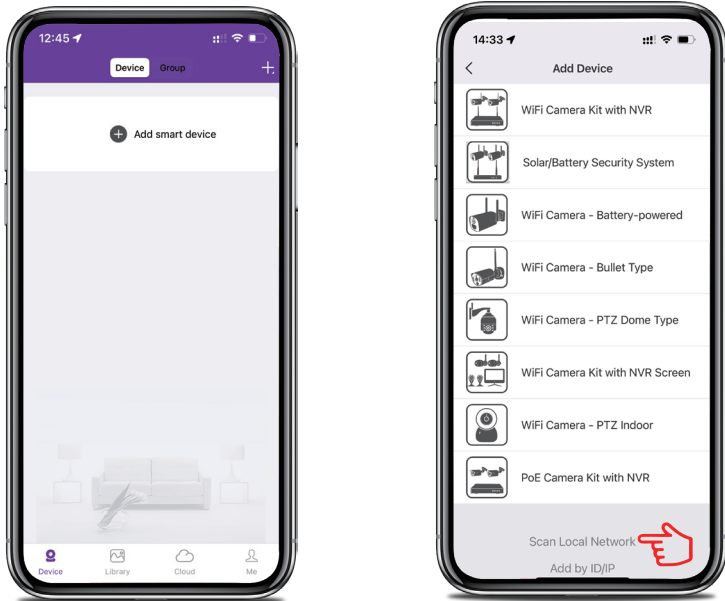 12:45
Device
Group
Add smart device
Device
Library
Cloud
Me
14:33
Add Device
WiFi Camera Kit with NVR
Solar/Battery Security System
WiFi Camera - Battery-powered
WiFi Camera - Bullet Type
WiFi Camera - PTZ Dome Type
WiFi Camera Kit with NVR Screen
WiFi Camera - PTZ Indoor
PoE Camera Kit with NVR
Scan Local Network
Add by ID/IP